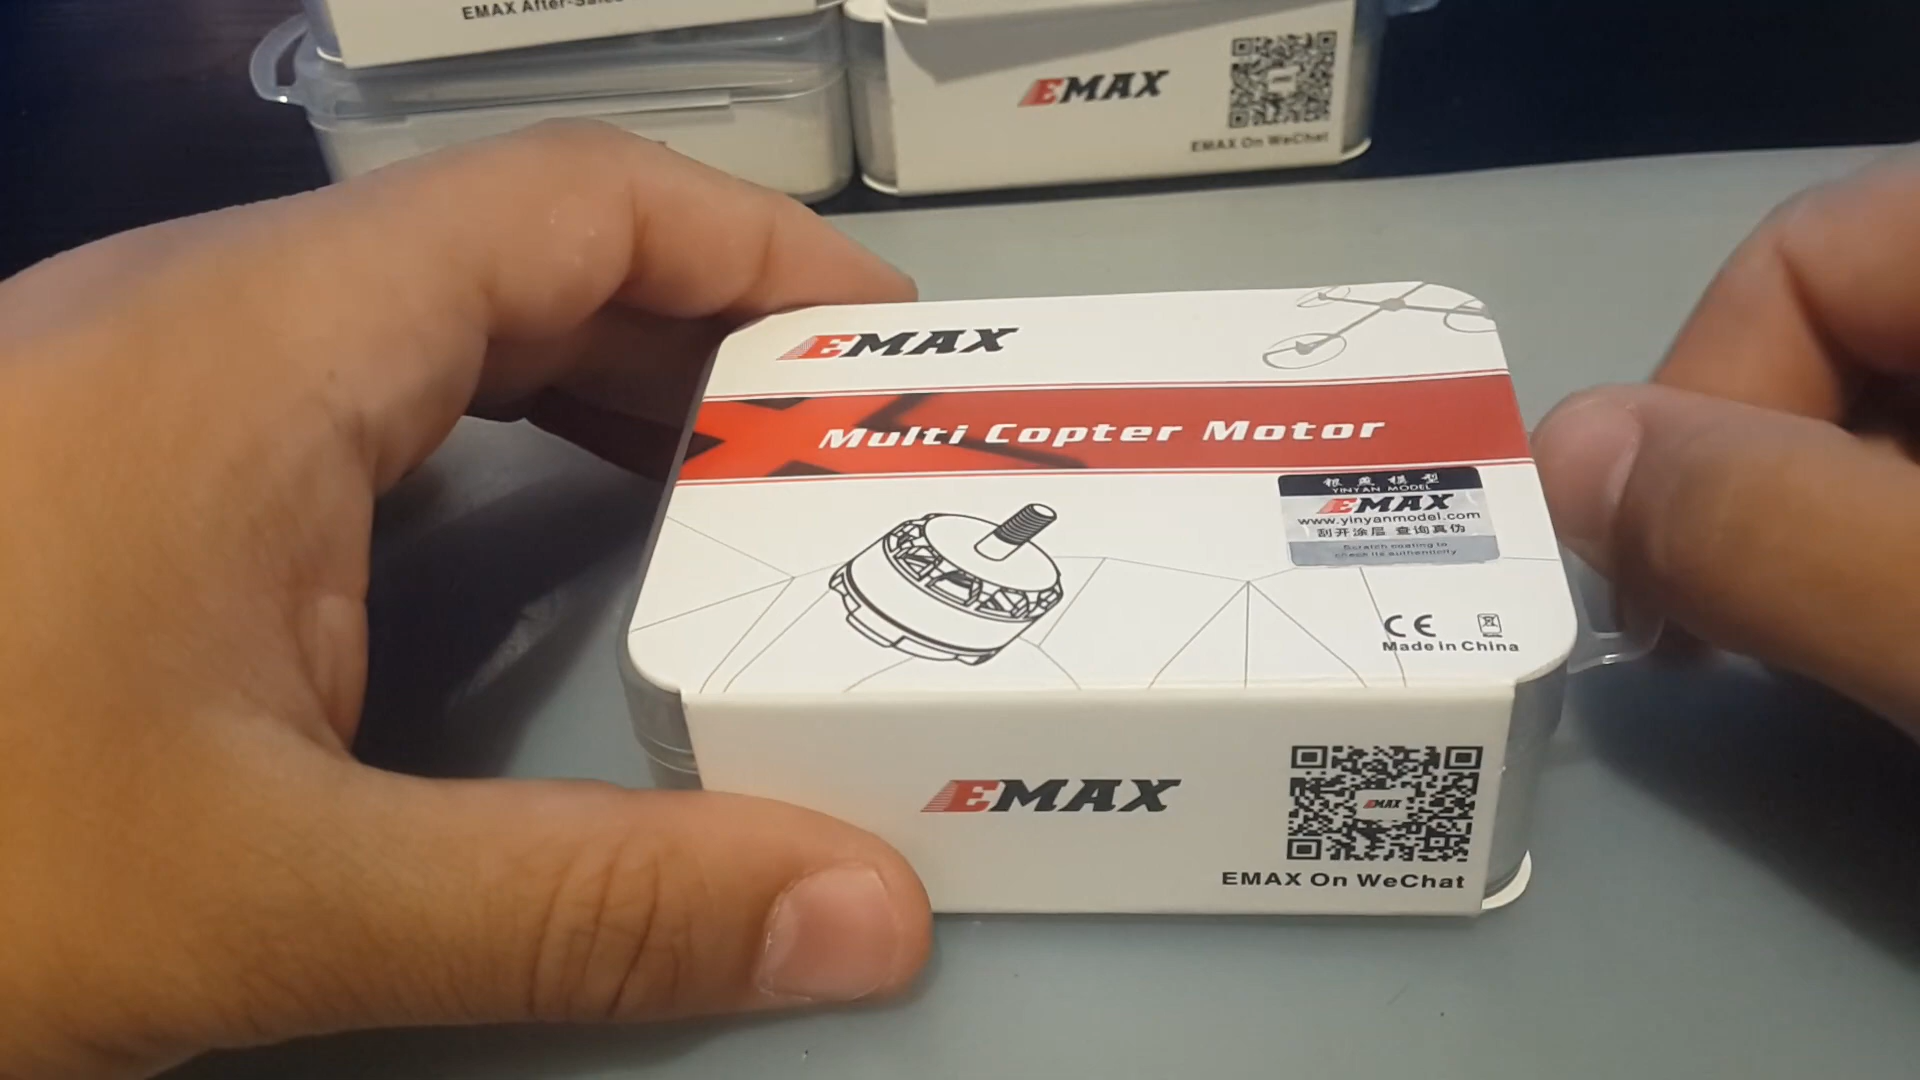 EMAX After-Sales
EMAX
EMAX On WeChat
EMAX
Multi Copter Motor
银燕模型
YINYAN MODEL
EMAX
www.yinyanmodel.com
刮开涂层 查询真伪
Scratch coating to
check its authenticity
CE
Made in China
EMAX
EMAX
EMAX On WeChat